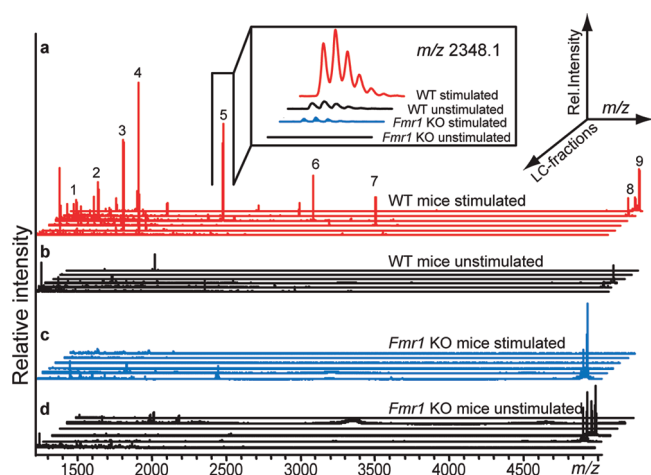 a
m/z 2348.1
WT stimulated
WT unstimulated
Fmr1 KO stimulated
Fmr1 KO unstimulated
Rel.Intensity
m/z
LC-fractions
1
2
3
4
5
6
7
8
9
WT mice stimulated
b
WT mice unstimulated
c
Fmr1 KO mice stimulated
d
Fmr1 KO mice unstimulated
Relative intensity
1500 2000 2500 3000 3500 4000 4500 m/z